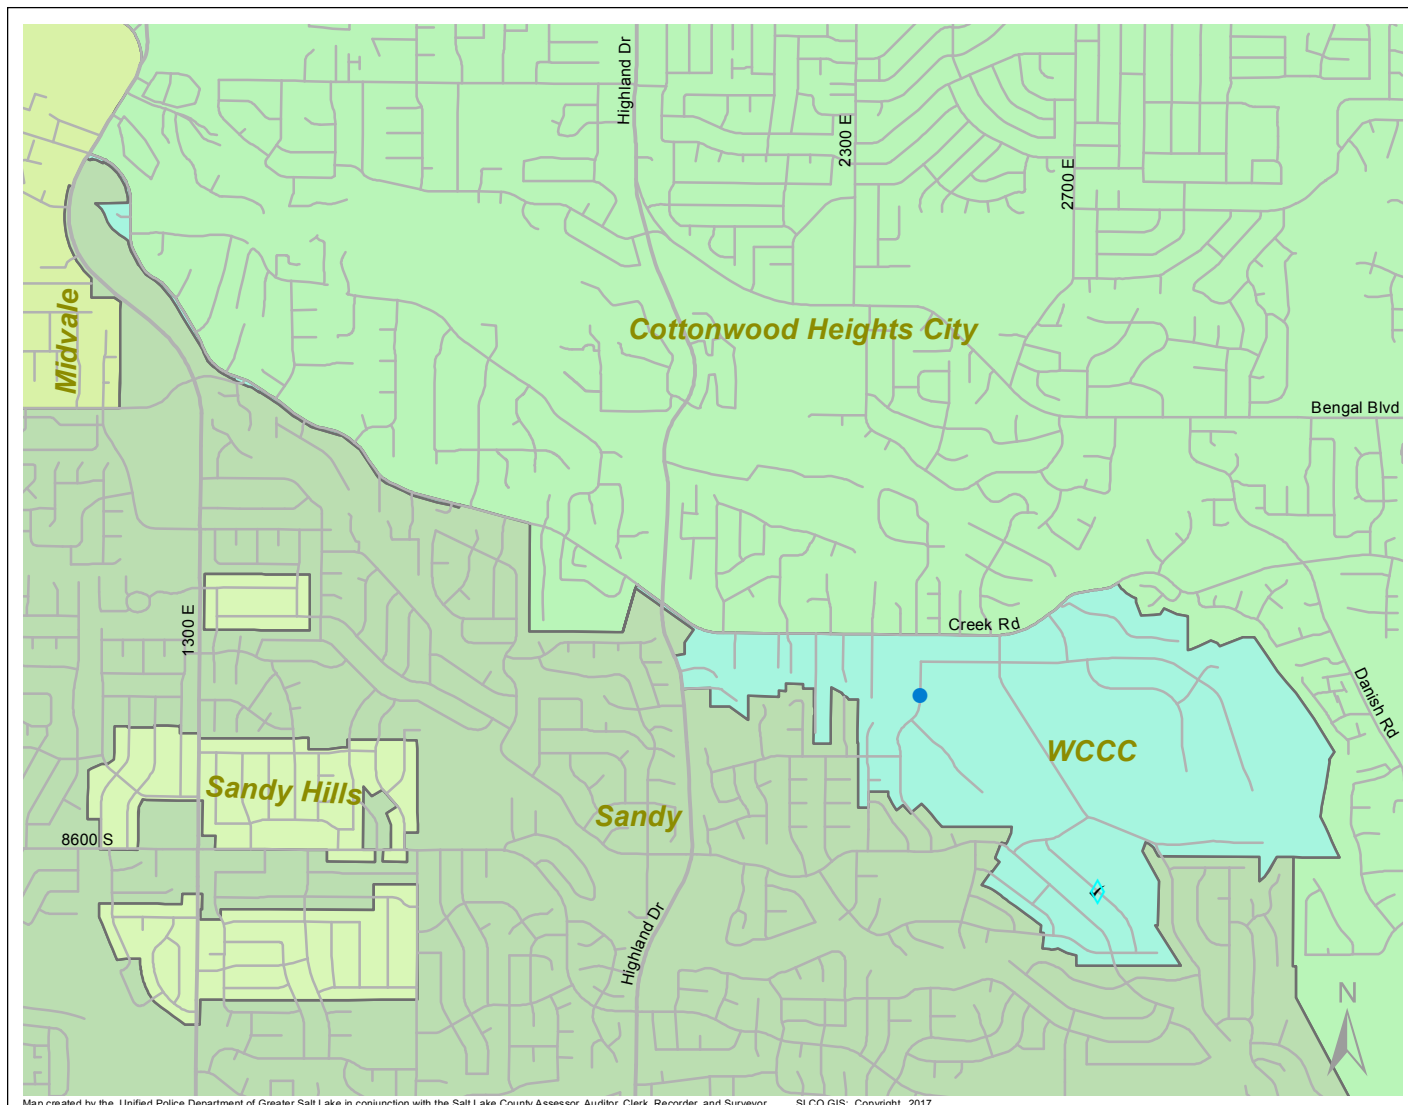 Highland Dr
2300 E
2700 E
Midvale
Cottonwood Heights City
Bengal Blvd
1300 E
Creek Rd
Danish Rd
WCCC
Sandy Hills
Sandy
8600 S
Highland Dr
N
Map created by the Unified Police Department of Greater Salt Lake in conjunction with the Salt Lake County Assessor, Auditor, Clerk, Recorder, and Surveyor. SLCO GIS: Copyright, 2017